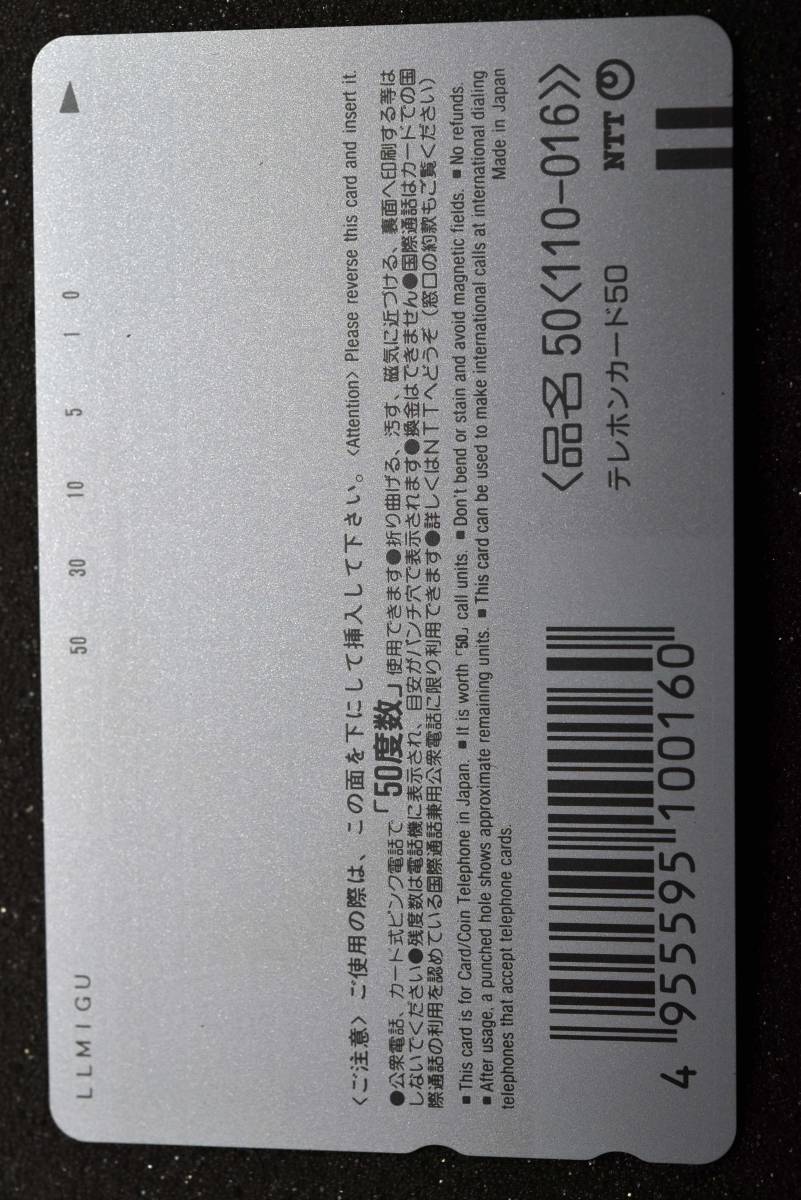 LLMIGU 50 30 10 5 1 0
〈ご注意〉ご使用の際は、この面を下にして挿入して下さい。〈Attention〉Please reverse this card and insert it.
●公衆電話、カード式ピンク電話で「50度数」使用できます●折り曲げる、汚す、磁気に近づける、裏面へ印刷する等は
しないでください●残度数は電話機に表示され、目安がパンチ穴で表示されます●換金はできません●国際通話はカードでの国
際通話の利用を認めている国際通話兼用公衆電話に限り利用できます●詳しくはNTTへどうぞ（窓口の約款もご覧ください）
■This card is for Card/Coin Telephone in Japan. ■It is worth「50」call units. ■Don't bend or stain and avoid magnetic fields. ■No refunds.
■After usage, a punched hole shows approximate remaining units. ■This card can be used to make international calls at international dialing
telephones that accept telephone cards. Made in Japan
〈品名 50〈110-016〉〉
テレホンカード50 NTT
4 955595 100160